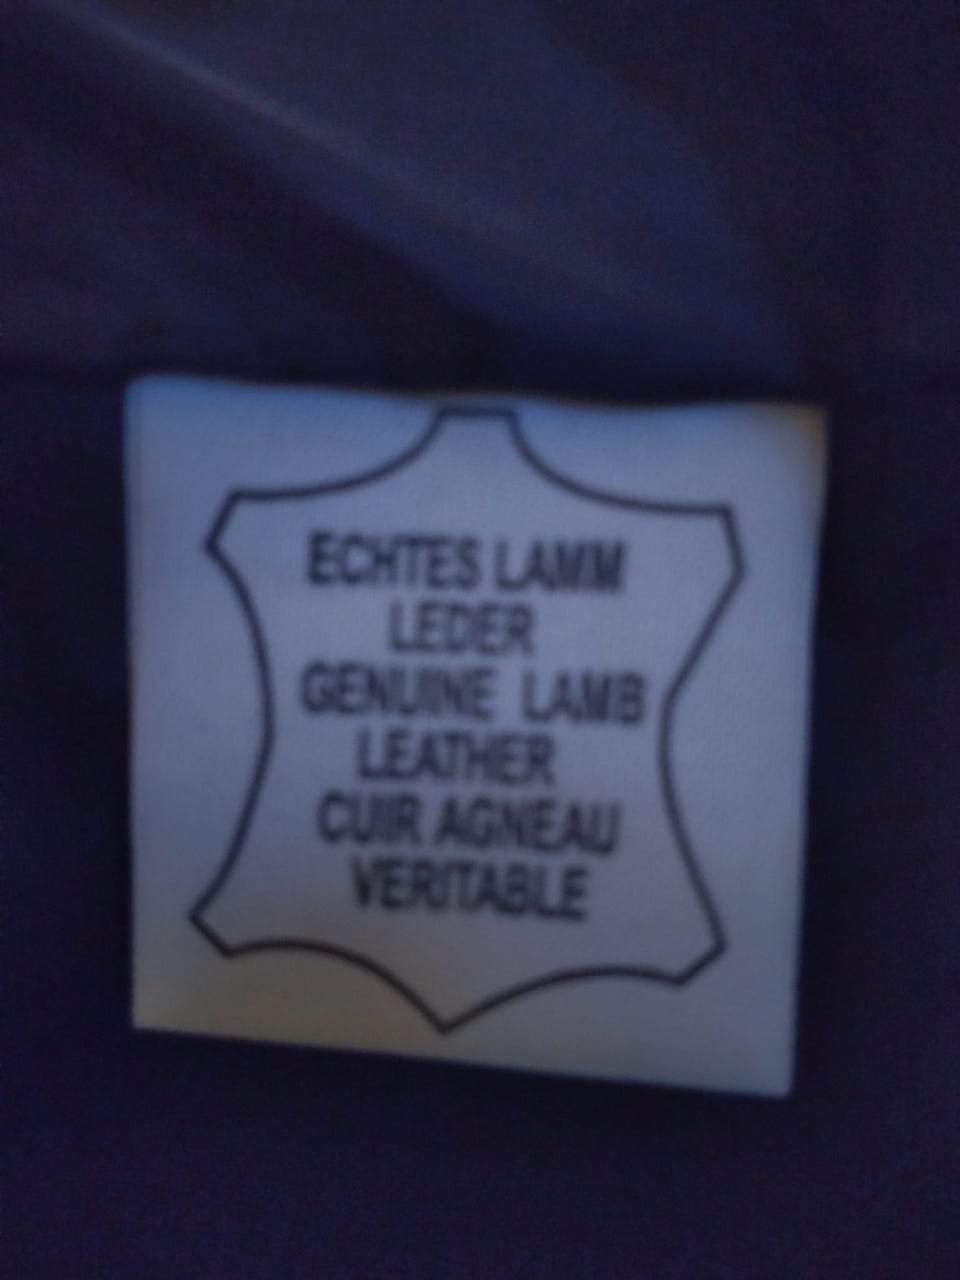 ECHTES LAMM
LEDER
GENUINE LAMB
LEATHER
CUIR AGNEAU
VERITABLE